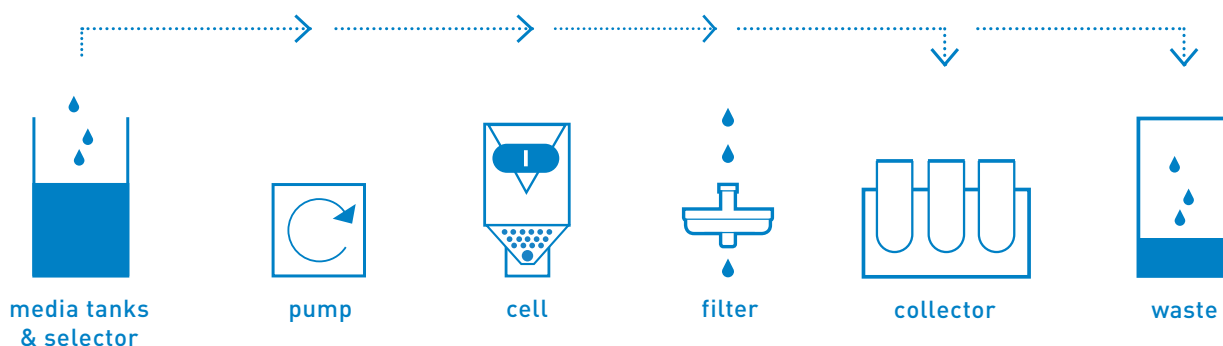 media tanks
& selector
pump
cell
filter
collector
waste